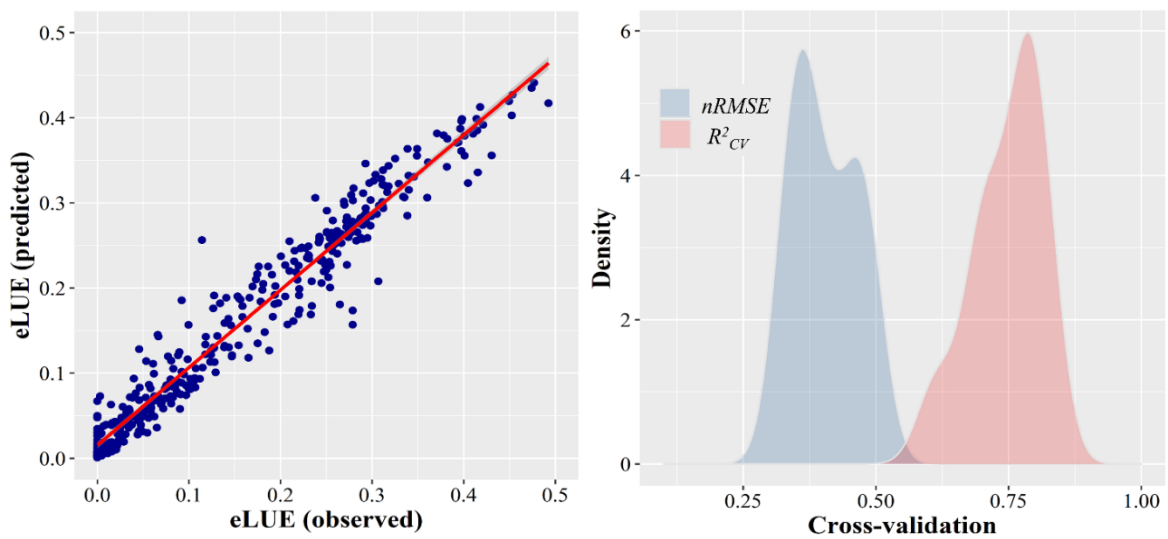 0.5
0.4
0.3
0.2
0.1
0.0
eLUE (predicted)
0.0 0.1 0.2 0.3 0.4 0.5
eLUE (observed)
6
4
2
0
Density
nRMSE
R²CV
0.25 0.50 0.75 1.00
Cross-validation